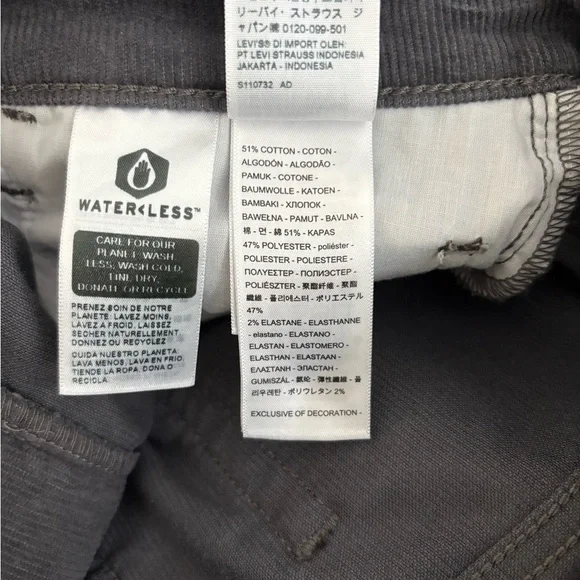 リーバイ・ストラウス ジ
ャパン㈱ 0120-099-501
LEVI'S® DI IMPORT OLEH:
PT LEVI STRAUSS INDONESIA
JAKARTA - INDONESIA
S110732 AD
WATER<LESS™
CARE FOR OUR
PLANET: WASH
LESS, WASH COLD,
LINE DRY,
DONATE OR RECYCLE
PRENEZ SOIN DE NOTRE
PLANETE: LAVEZ MOINS,
LAVEZ A FROID, LAISSEZ
SECHER NATURELLEMENT,
DONNEZ OU RECYCLEZ
CUIDA NUESTRO PLANETA:
LAVA MENOS, LAVA EN FRIO,
TIENDE LA ROPA, DONA O
RECICLA.
51% COTTON - COTON -
ALGODÓN - ALGODÃO -
PAMUK - COTONE -
BAUMWOLLE - KATOEN -
BAMBAKI - ХЛОПОК -
BAWEŁNA - PAMUT - BAVLNA -
棉 - 면 - 綿 51% - KAPAS
47% POLYESTER - poliéster -
POLIESTERE - POLYESTERE -
ΠΟΛΥΕΣΤΕΡ - ПОЛИЭСТЕР -
POLIÉSZTER - 聚酯纖維 - 聚酯
纤维 - 폴리에스터 - ポリエステル
47%
2% ELASTANE - ELASTHANNE
- elastano - ELASTANO -
ELASTAN - ELASTOMERO -
ELASTHAN - ELASTAAN -
ΕΛΑΣΤΑΝΗ - ЭЛАСТАН -
GUMISZÁL - 氨纶 - 彈性纖維 - 폴
리우레탄 - ポリウレタン 2%
EXCLUSIVE OF DECORATION -